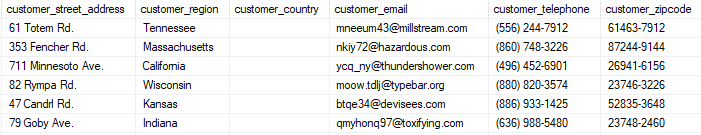 customer_street_address customer_region customer_country customer_email customer_telephone customer_zipcode
61 Totem Rd. Tennessee mneeum43@millstream.com (556) 244-7912 61463-7912
353 Fencher Rd. Massachusetts nkiy72@hazardous.com (860) 748-3226 87244-9144
711 Minnesoto Ave. California ycq_ny@thundershower.com (496) 452-6901 26941-6156
82 Rympa Rd. Wisconsin moow.tdlj@typebar.org (880) 820-3574 23746-3226
47 Candrl Rd. Kansas btqe34@devisees.com (886) 933-1425 52835-3648
79 Goby Ave. Indiana qmyhonq97@toxifying.com (636) 988-5480 23748-2460